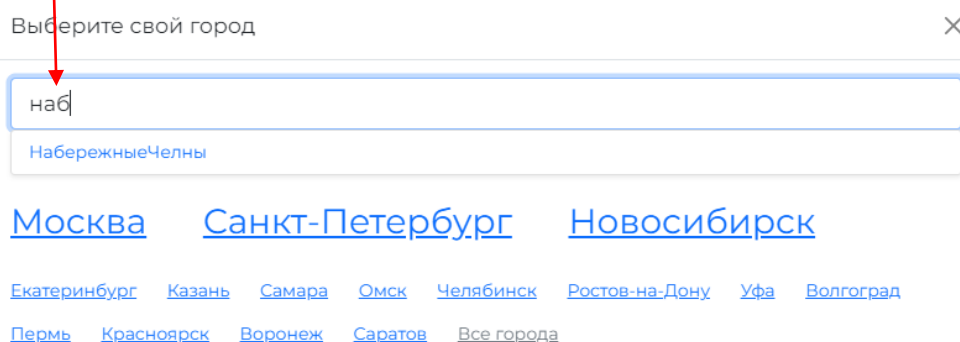 Выберите свой город
наб
НабережныеЧелны
Москва Санкт-Петербург Новосибирск
Екатеринбург Казань Самара Омск Челябинск Ростов-на-Дону Уфа Волгоград
Пермь Красноярск Воронеж Саратов Все города